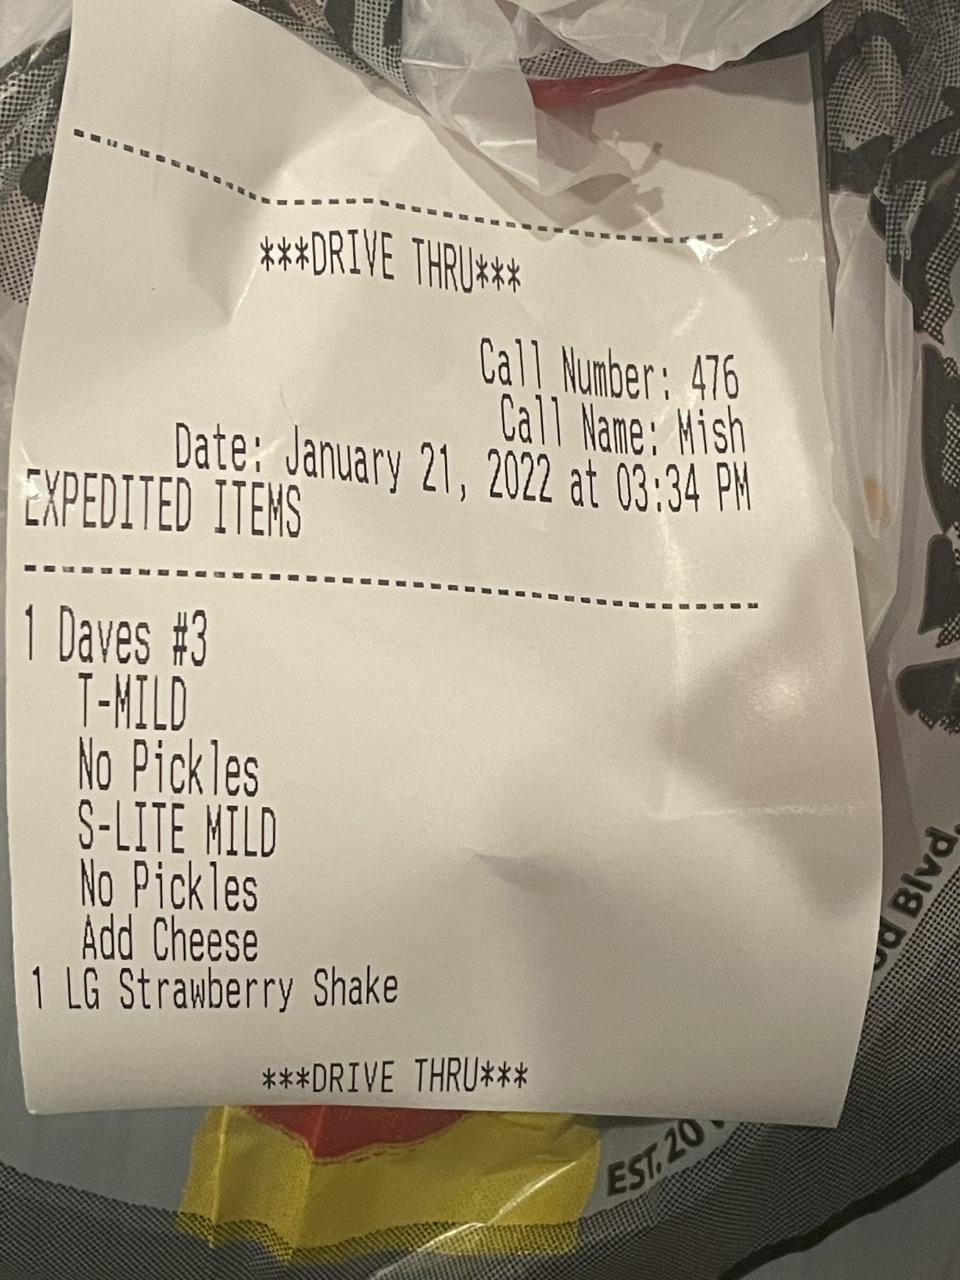 ***DRIVE THRU***
Call Number: 476
Call Name: Mish
Date: January 21, 2022 at 03:34 PM
EXPEDITED ITEMS
1 Daves #3
T-MILD
No Pickles
S-LITE MILD
No Pickles
Add Cheese
1 LG Strawberry Shake
***DRIVE THRU***
Blvd.
EST. 20